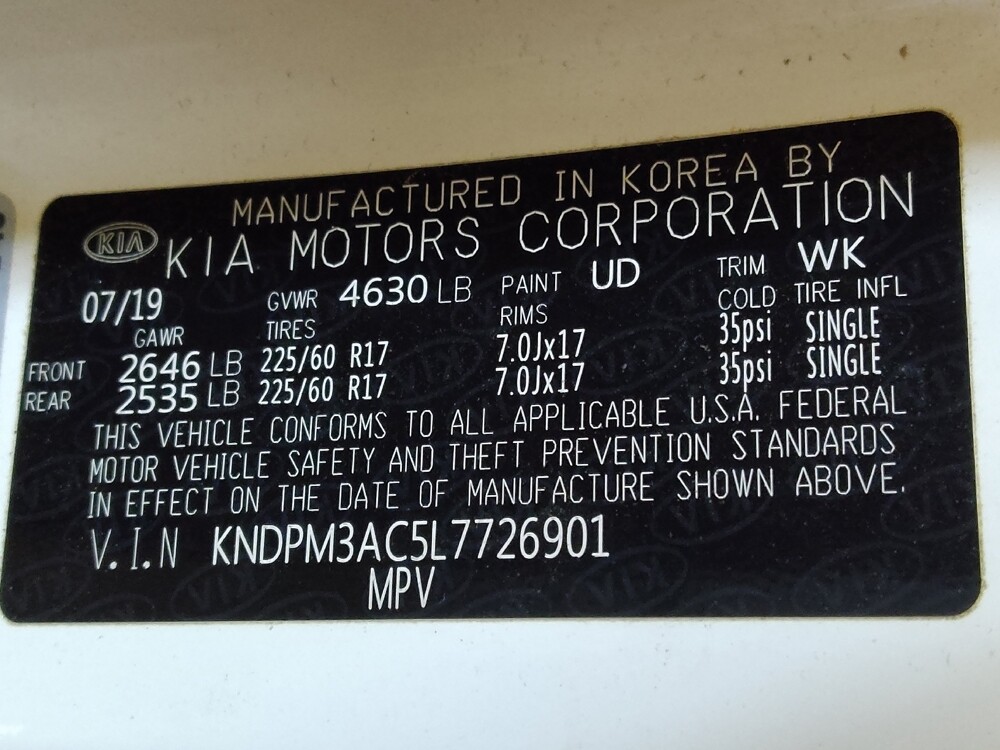 MANUFACTURED IN KOREA BY
KIA KIA MOTORS CORPORATION
07/19 GVWR 4630 LB PAINT UD TRIM WK
GAWR TIRES RIMS COLD TIRE INFL
FRONT 2646 LB 225/60 R17 7.0Jx17 35psi SINGLE
REAR 2535 LB 225/60 R17 7.0Jx17 35psi SINGLE
THIS VEHICLE CONFORMS TO ALL APPLICABLE U.S.A. FEDERAL
MOTOR VEHICLE SAFETY AND THEFT PREVENTION STANDARDS
IN EFFECT ON THE DATE OF MANUFACTURE SHOWN ABOVE.
V.I.N KNDPM3AC5L7726901
MPV